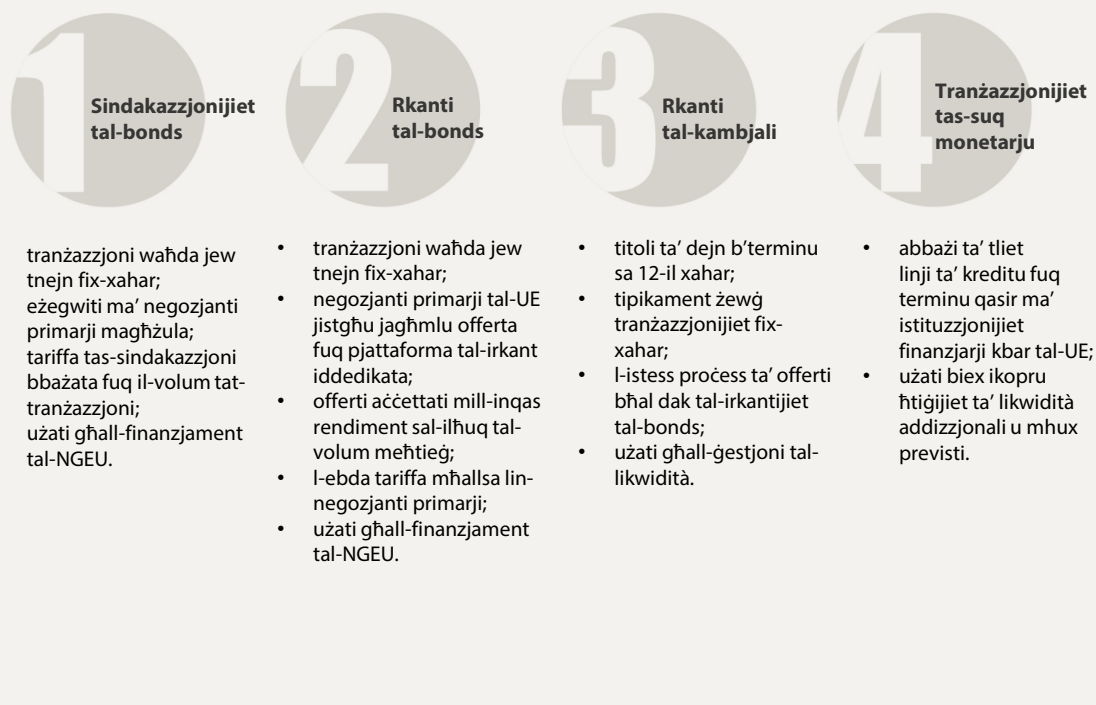 1
Sindakazzjonijiet
tal-bonds
tranżazzjoni waħda jew
tnejn fix-xahar;
eżegwiti ma’ negozjanti
primarji magħżula;
tariffa tas-sindakazzjoni
bbażata fuq il-volum tat-
tranżazzjoni;
użati għall-finanzjament
tal-NGEU.
2
Rkanti
tal-bonds
• tranżazzjoni waħda jew
tnejn fix-xahar;
• negozjanti primarji tal-UE
jistgħu jagħmlu offerta
fuq pjattaforma tal-irkant
iddedikata;
• offerti aċċettati mill-inqas
rendiment sal-ilħuq tal-
volum meħtieġ;
• l-ebda tariffa mħallsa lin-
negozjanti primarji;
• użati għall-finanzjament
tal-NGEU.
3
Rkanti
tal-kambjali
• titoli ta’ dejn b’terminu
sa 12-il xahar;
• tipikament żewġ
tranżazzjonijiet fix-
xahar;
• l-istess proċess ta’ offerti
bħal dak tal-irkantijiet
tal-bonds;
• użati għall-ġestjoni tal-
likwidità.
4
Tranżazzjonijiet
tas-suq
monetarju
• abbażi ta’ tliet
linji ta’ kreditu fuq
terminu qasir ma’
istituzzjonijiet
finanzjarji kbar tal-UE;
• użati biex ikopru
ħtiġijiet ta’ likwidità
addizzjonali u mhux
previsti.